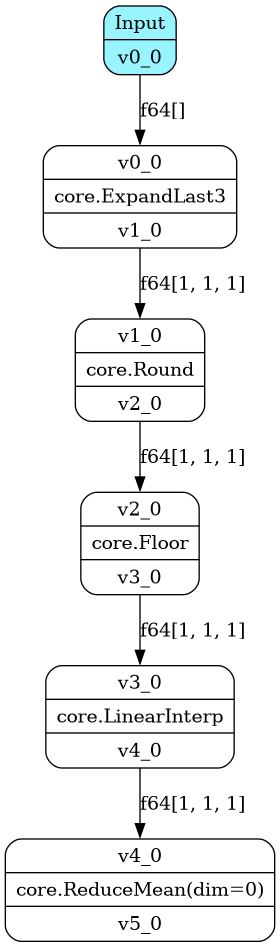 Input
v0_0
f64[]
v0_0
core.ExpandLast3
v1_0
f64[1, 1, 1]
v1_0
core.Round
v2_0
f64[1, 1, 1]
v2_0
core.Floor
v3_0
f64[1, 1, 1]
v3_0
core.LinearInterp
v4_0
f64[1, 1, 1]
v4_0
core.ReduceMean(dim=0)
v5_0